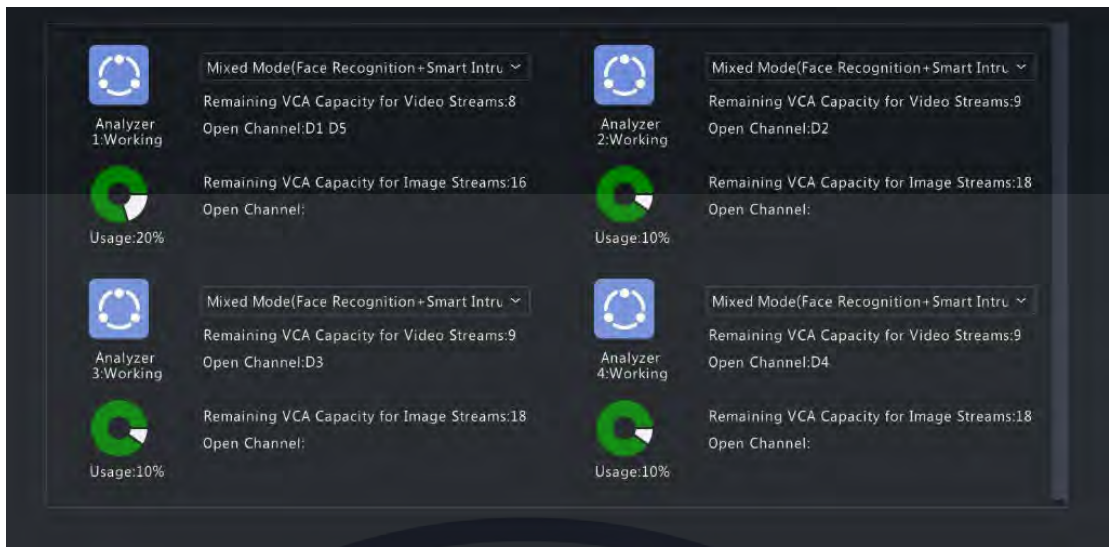 Mixed Mode(Face Recognition+Smart Intru
Remaining VCA Capacity for Video Streams:8
Open Channel:D1 D5
Analyzer
1:Working
Remaining VCA Capacity for Image Streams:16
Open Channel:
Usage:20%
Mixed Mode(Face Recognition+Smart Intru
Remaining VCA Capacity for Video Streams:9
Open Channel:D2
Analyzer
2:Working
Remaining VCA Capacity for Image Streams:18
Open Channel:
Usage:10%
Mixed Mode(Face Recognition+Smart Intru
Remaining VCA Capacity for Video Streams:9
Open Channel:D3
Analyzer
3:Working
Remaining VCA Capacity for Image Streams:18
Open Channel:
Usage:10%
Mixed Mode(Face Recognition+Smart Intru
Remaining VCA Capacity for Video Streams:9
Open Channel:D4
Analyzer
4:Working
Remaining VCA Capacity for Image Streams:18
Open Channel:
Usage:10%